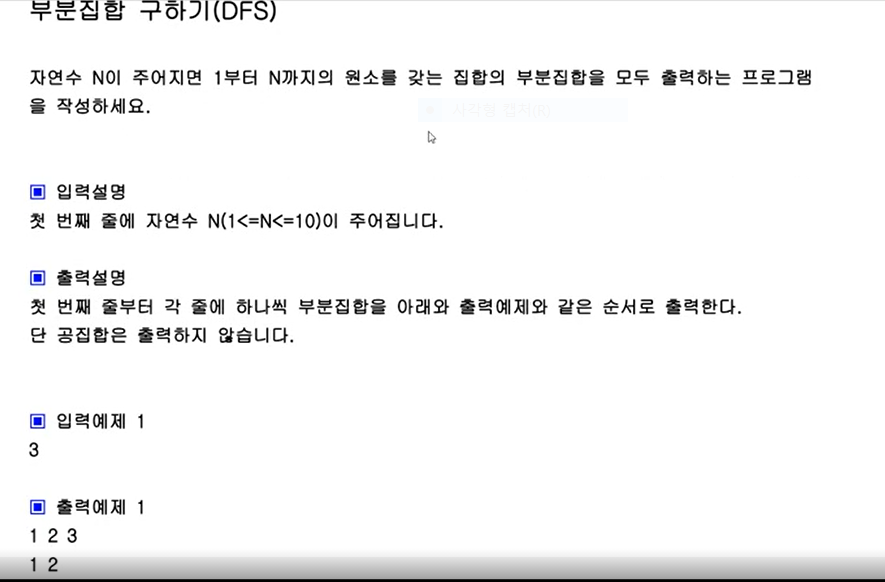 부분집합 구하기(DFS)
자연수 N이 주어지면 1부터 N까지의 원소를 갖는 집합의 부분집합을 모두 출력하는 프로그램
을 작성하세요.
사각형 캡처(R)
▣ 입력설명
첫 번째 줄에 자연수 N(1<=N<=10)이 주어집니다.
▣ 출력설명
첫 번째 줄부터 각 줄에 하나씩 부분집합을 아래와 출력예제와 같은 순서로 출력한다.
단 공집합은 출력하지 않습니다.
▣ 입력예제 1
3
▣ 출력예제 1
1 2 3
1 2